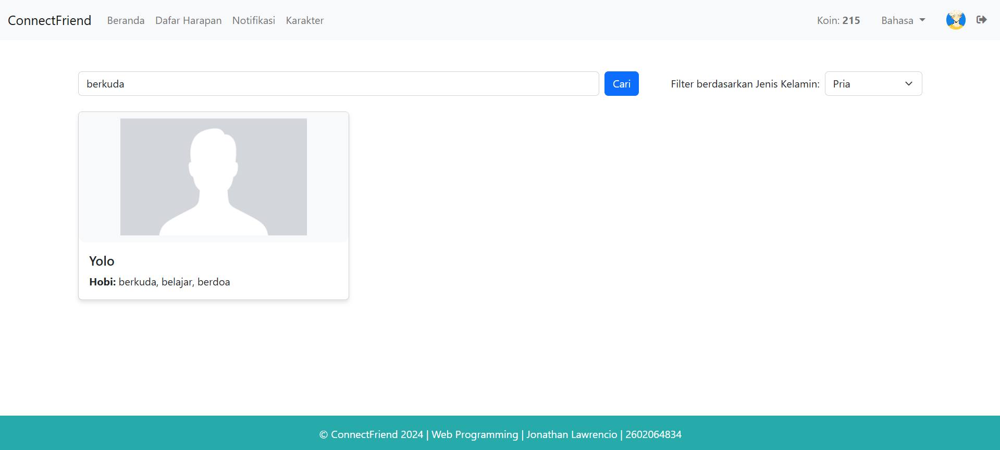 ConnectFriend Beranda Dafar Harapan Notifikasi Karakter Koin: 215 Bahasa
berkuda Cari Filter berdasarkan Jenis Kelamin: Pria
Yolo
Hobi: berkuda, belajar, berdoa
© ConnectFriend 2024 | Web Programming | Jonathan Lawrencio | 2602064834